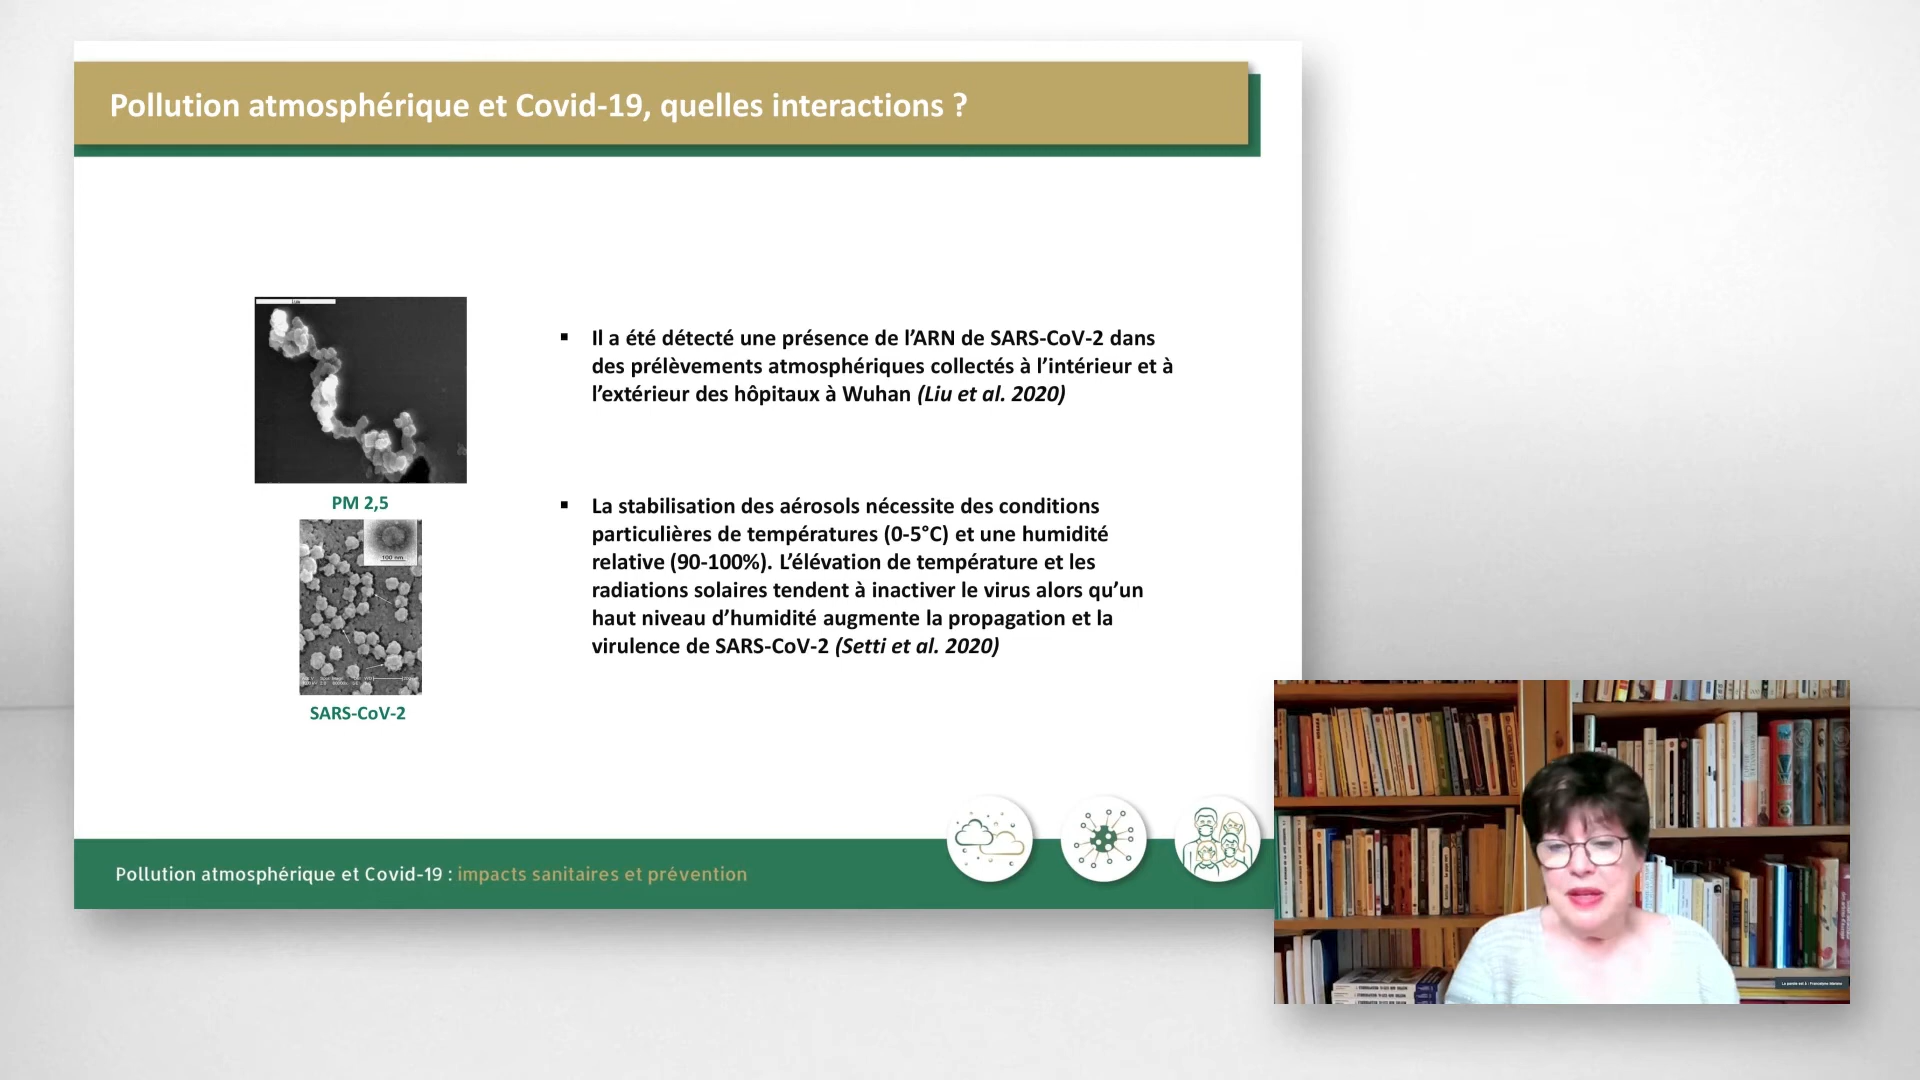 Pollution atmosphérique et Covid-19, quelles interactions ?
PM 2,5
100 nm
SARS-CoV-2
▪ Il a été détecté une présence de l’ARN de SARS-CoV-2 dans
des prélèvements atmosphériques collectés à l’intérieur et à
l’extérieur des hôpitaux à Wuhan (Liu et al. 2020)
▪ La stabilisation des aérosols nécessite des conditions
particulières de températures (0-5°C) et une humidité
relative (90-100%). L’élévation de température et les
radiations solaires tendent à inactiver le virus alors qu’un
haut niveau d’humidité augmente la propagation et la
virulence de SARS-CoV-2 (Setti et al. 2020)
Pollution atmosphérique et Covid-19 : impacts sanitaires et prévention